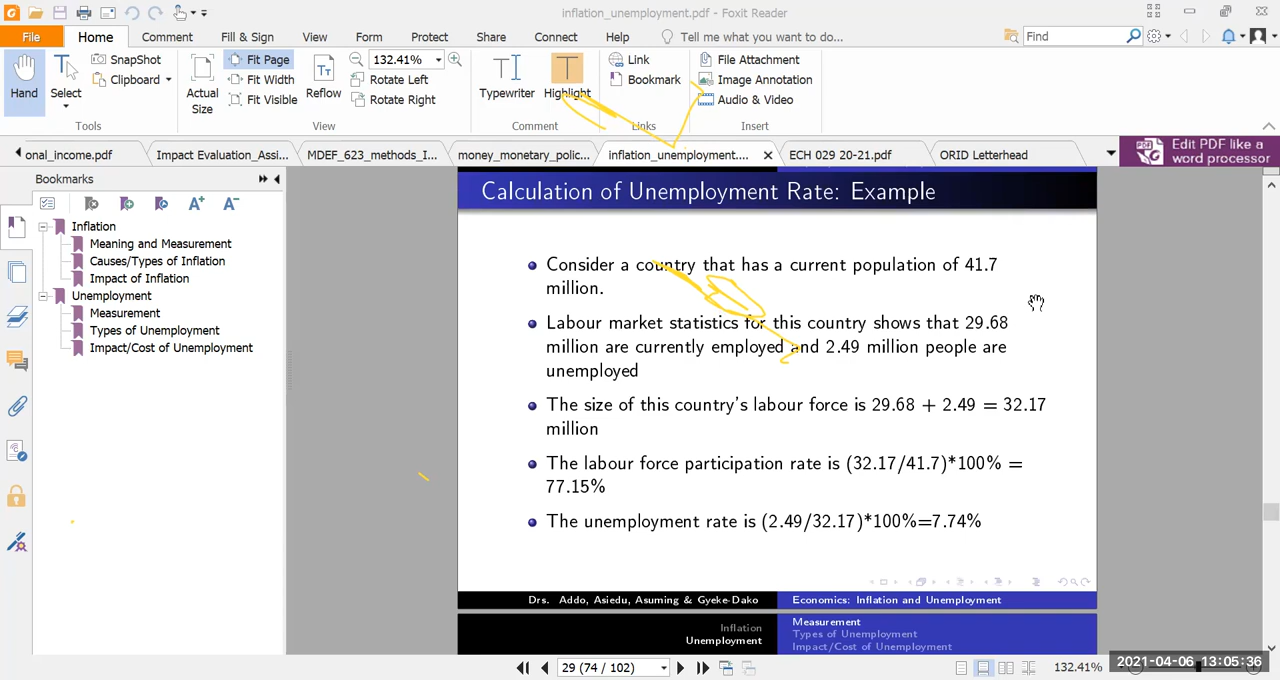 inflation_unemployment.pdf - Foxit Reader
File Home Comment Fill & Sign View Form Protect Share Connect Help Tell me what you want to do... Find
Hand
Select
SnapShot
Clipboard
Tools
Actual Size
Fit Page
Fit Width
Fit Visible
Reflow
132.41%
Rotate Left
Rotate Right
View
Typewriter
Highlight
Comment
Link
Bookmark
Links
File Attachment
Image Annotation
Audio & Video
Insert
onal_income.pdf Impact Evaluation_Assi... MDEF_623_methods_I... money_monetary_polic... inflation_unemployment.... ECH 029 20-21.pdf ORID Letterhead
Edit PDF like a
word processor
Bookmarks
Inflation
Meaning and Measurement
Causes/Types of Inflation
Impact of Inflation
Unemployment
Measurement
Types of Unemployment
Impact/Cost of Unemployment
Calculation of Unemployment Rate: Example
Consider a country that has a current population of 41.7
million.
Labour market statistics for this country shows that 29.68
million are currently employed and 2.49 million people are
unemployed
The size of this country's labour force is 29.68 + 2.49 = 32.17
million
The labour force participation rate is (32.17/41.7)*100% =
77.15%
The unemployment rate is (2.49/32.17)*100%=7.74%
Drs. Addo, Asiedu, Asuming & Gyeke-Dako Economics: Inflation and Unemployment
Inflation
Unemployment
Measurement
Types of Unemployment
Impact/Cost of Unemployment
29 (74 / 102)
132.41%
2021-04-06 13:05:36